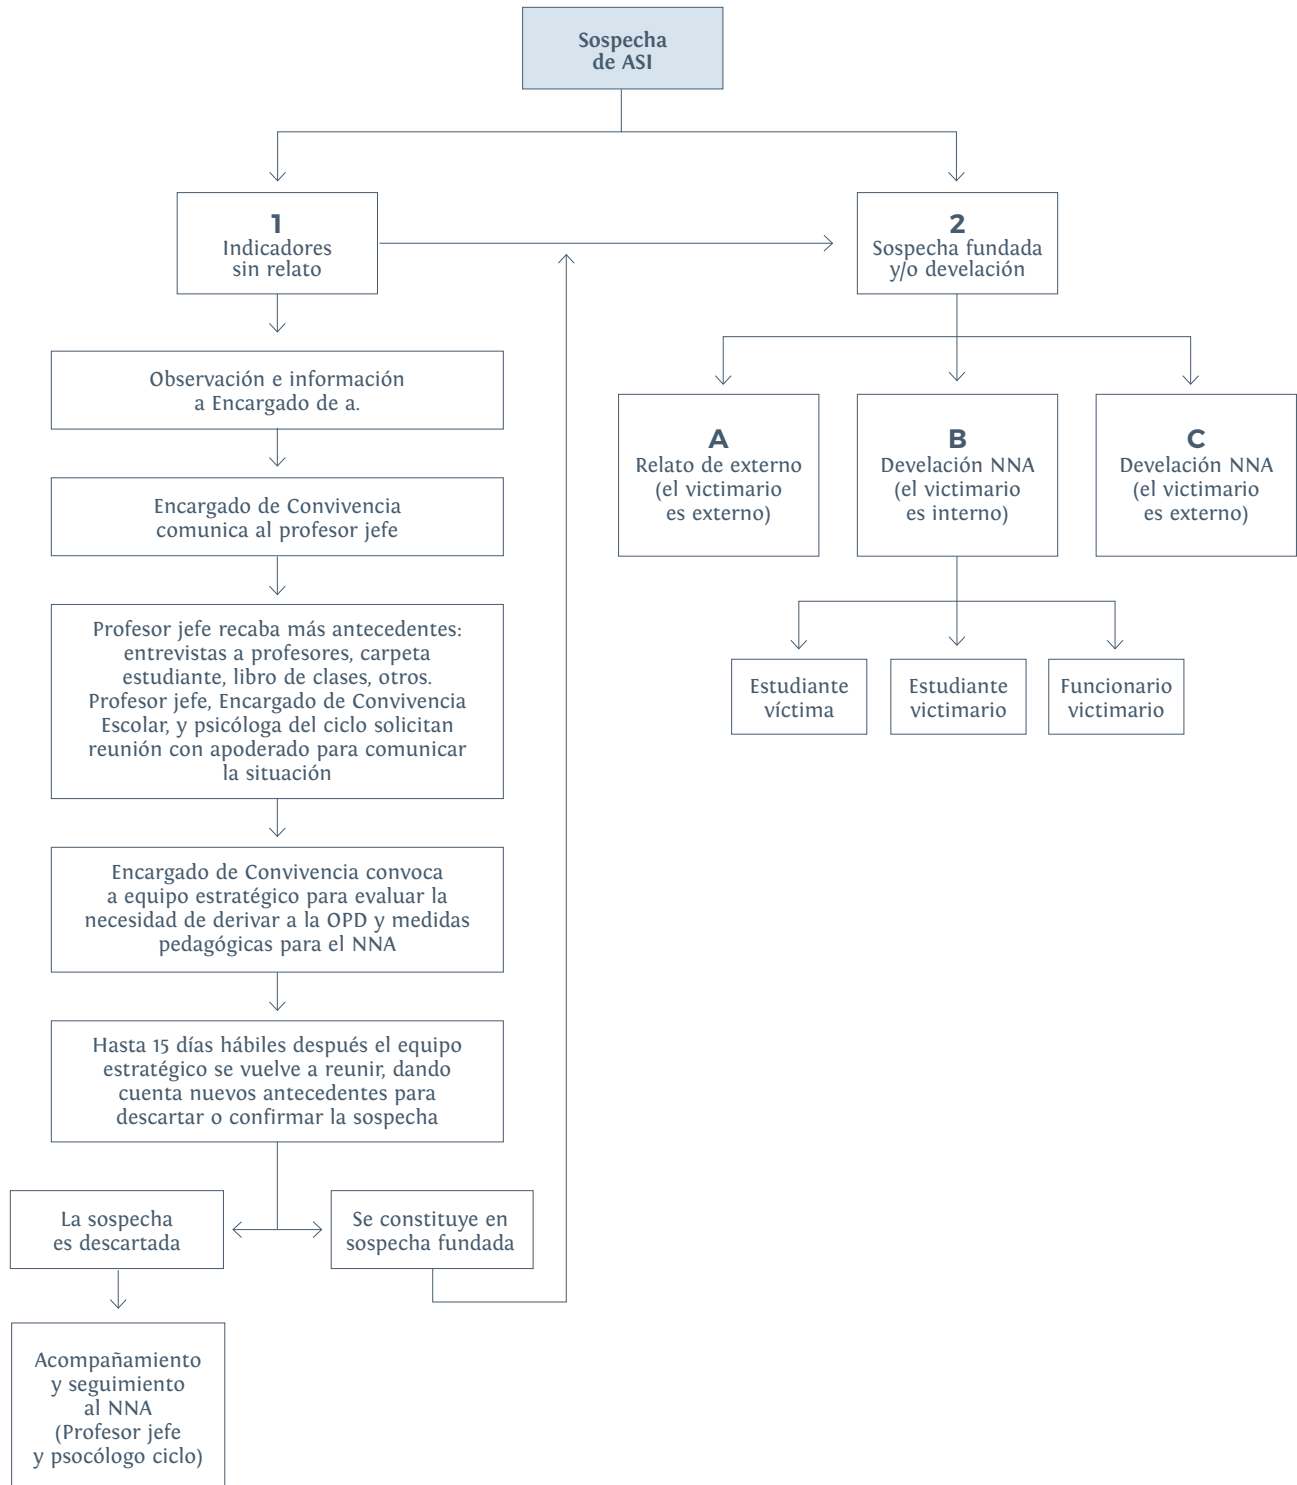 Sospecha
de ASI
1
Indicadores
sin relato
2
Sospecha fundada
y/o develación
Observación e información
a Encargado de a.
Encargado de Convivencia
comunica al profesor jefe
Profesor jefe recaba más antecedentes:
entrevistas a profesores, carpeta
estudiante, libro de clases, otros.
Profesor jefe, Encargado de Convivencia
Escolar, y psicóloga del ciclo solicitan
reunión con apoderado para comunicar
la situación
Encargado de Convivencia convoca
a equipo estratégico para evaluar la
necesidad de derivar a la OPD y medidas
pedagógicas para el NNA
Hasta 15 días hábiles después el equipo
estratégico se vuelve a reunir, dando
cuenta nuevos antecedentes para
descartar o confirmar la sospecha
La sospecha
es descartada
Se constituye en
sospecha fundada
Acompañamiento
y seguimiento
al NNA
(Profesor jefe
y psocólogo ciclo)
A
Relato de externo
(el victimario
es externo)
B
Develación NNA
(el victimario
es interno)
C
Develación NNA
(el victimario
es externo)
Estudiante
víctima
Estudiante
victimario
Funcionario
victimario